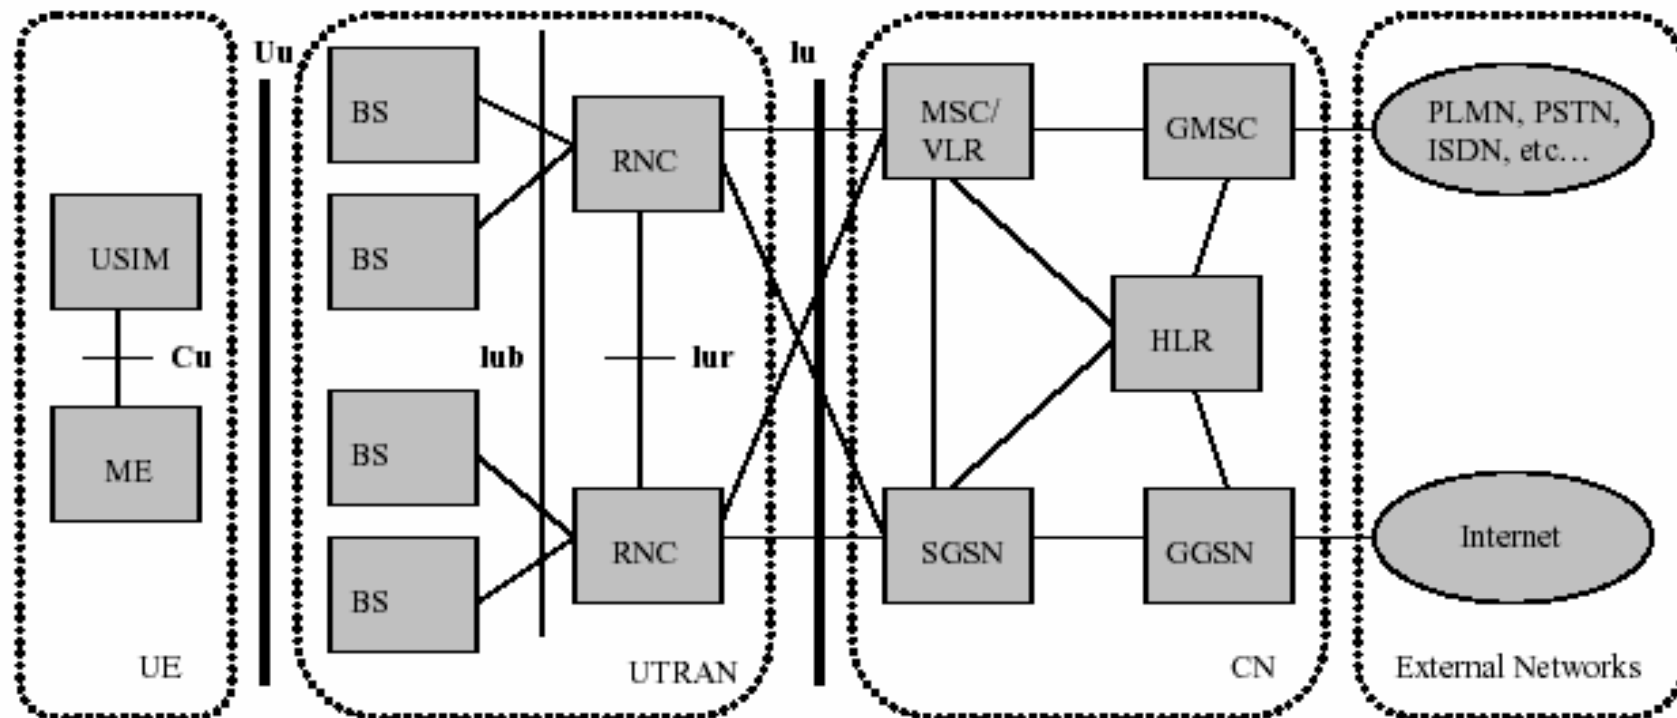 Uu
Iu
BS
BS
BS
BS
RNC
RNC
USIM
Cu
ME
UE
Iub
Iur
UTRAN
MSC/
VLR
GMSC
HLR
SGSN
GGSN
CN
PLMN, PSTN,
ISDN, etc...
Internet
External Networks